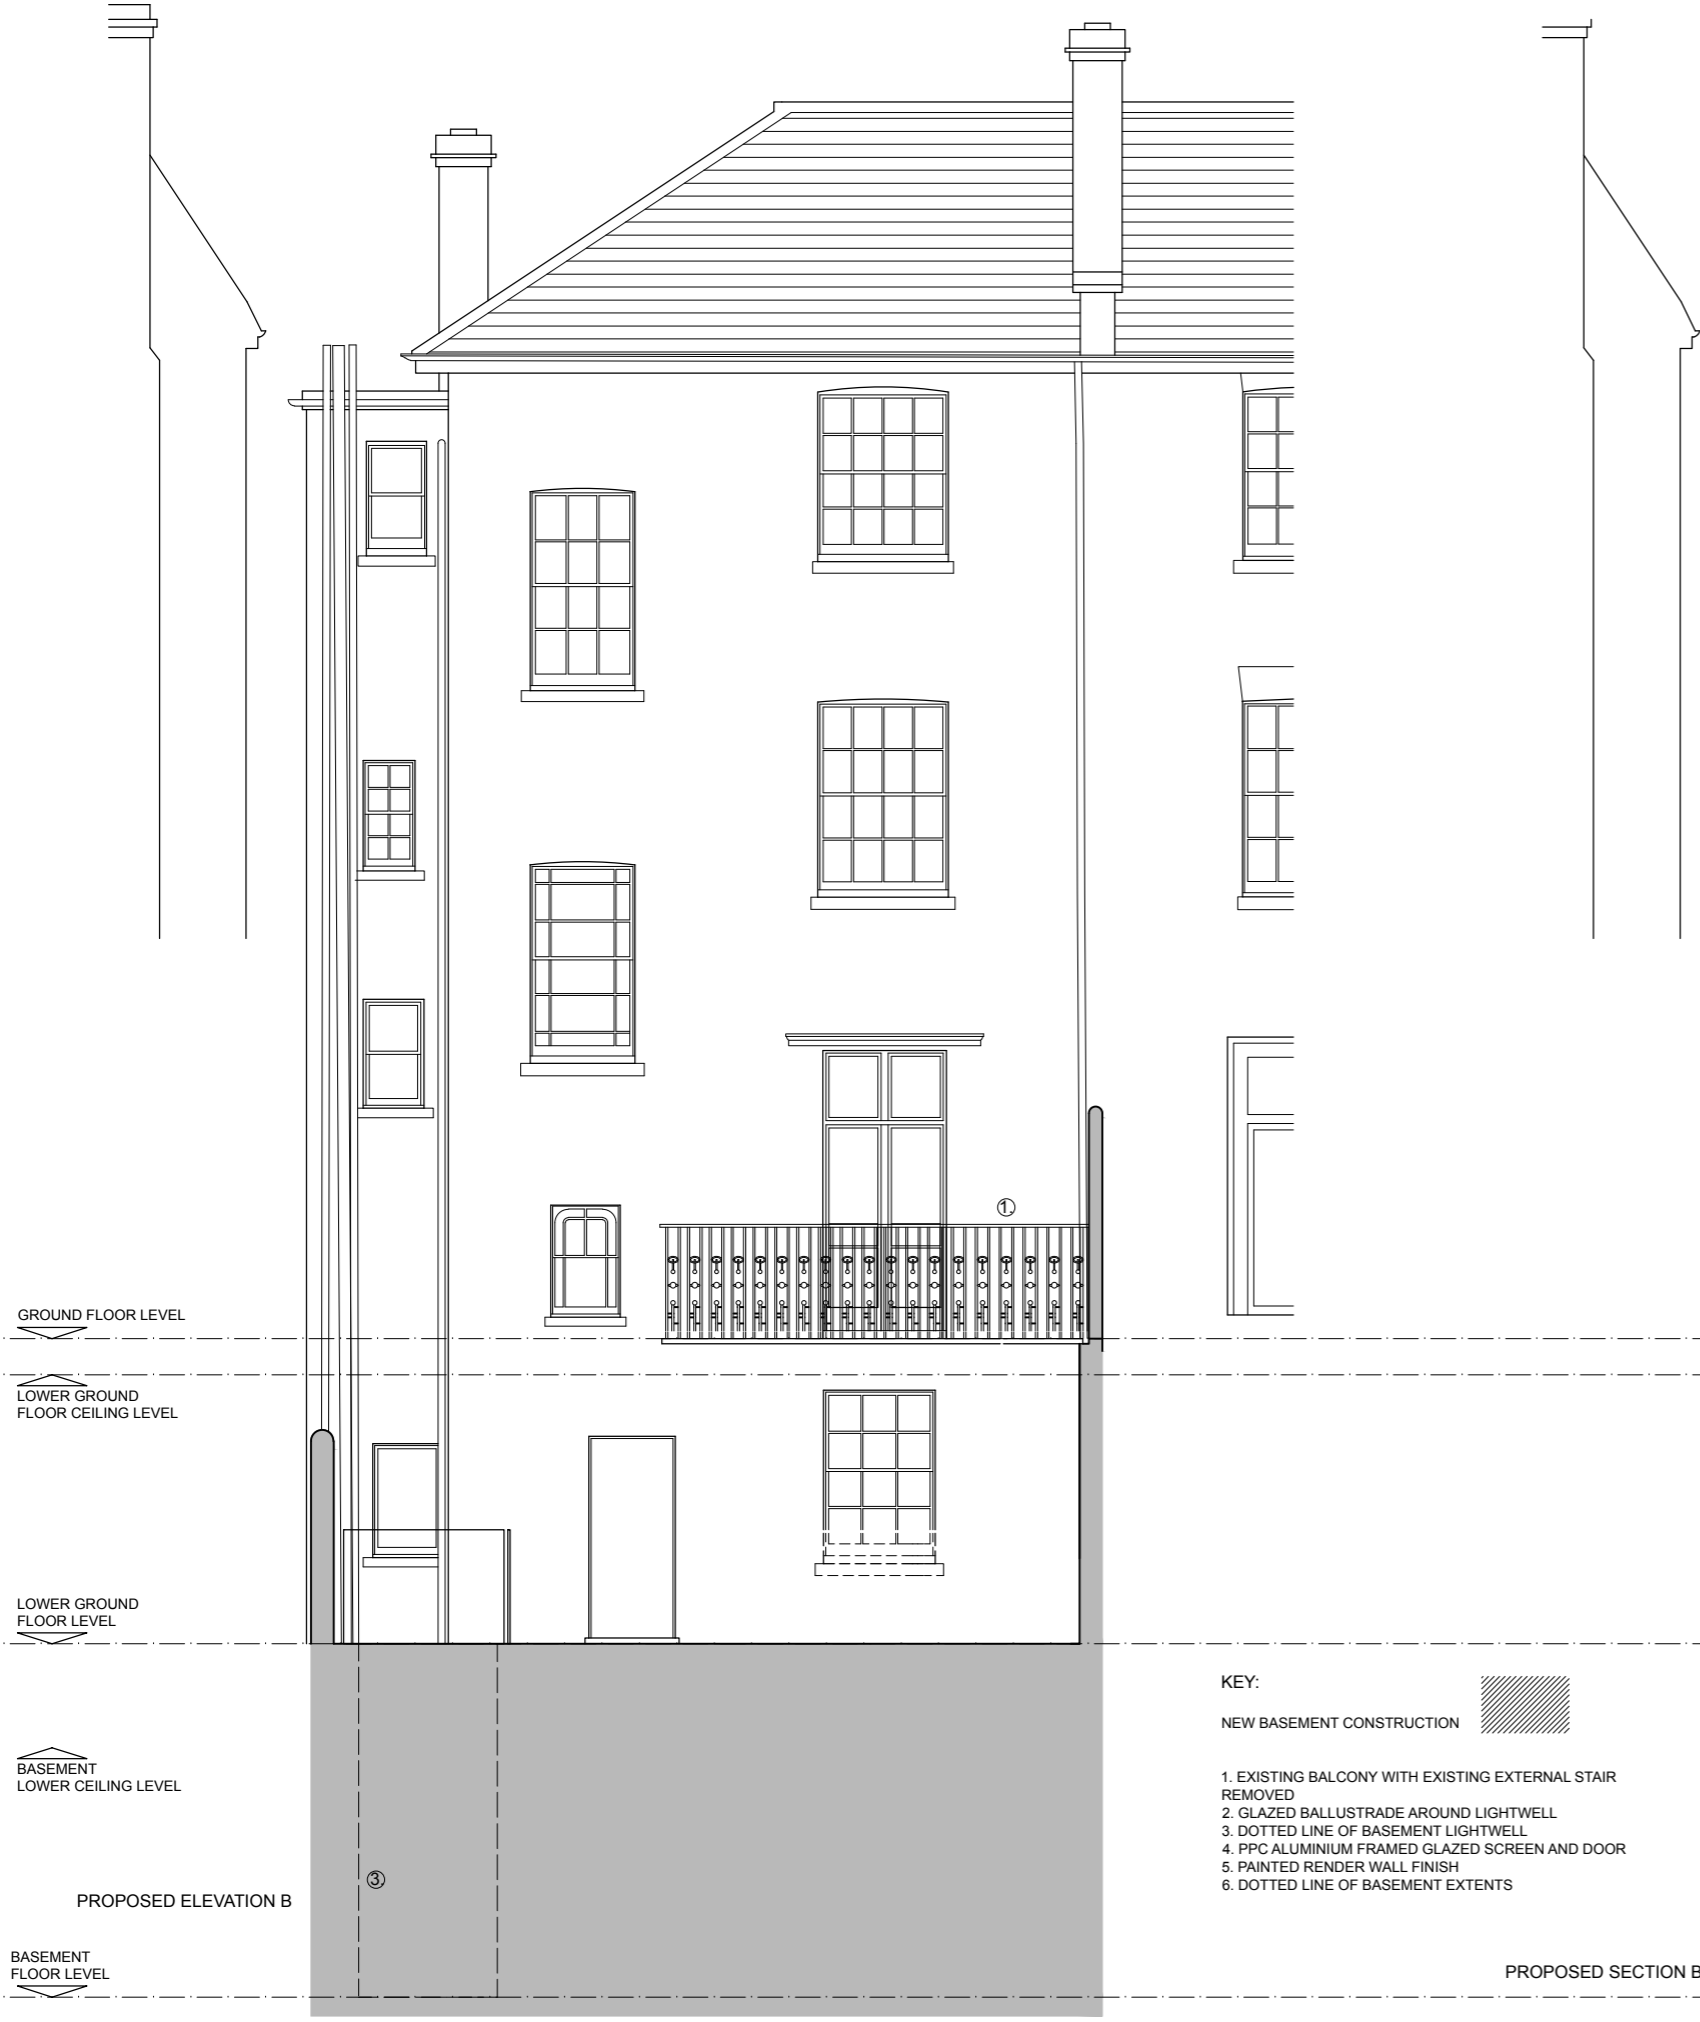 1.
GROUND FLOOR LEVEL
LOWER GROUND
FLOOR CEILING LEVEL
LOWER GROUND
FLOOR LEVEL
BASEMENT
LOWER CEILING LEVEL
3.
PROPOSED ELEVATION B
BASEMENT
FLOOR LEVEL
KEY:
NEW BASEMENT CONSTRUCTION
1. EXISTING BALCONY WITH EXISTING EXTERNAL STAIR
REMOVED
2. GLAZED BALLUSTRADE AROUND LIGHTWELL
3. DOTTED LINE OF BASEMENT LIGHTWELL
4. PPC ALUMINIUM FRAMED GLAZED SCREEN AND DOOR
5. PAINTED RENDER WALL FINISH
6. DOTTED LINE OF BASEMENT EXTENTS
PROPOSED SECTION B